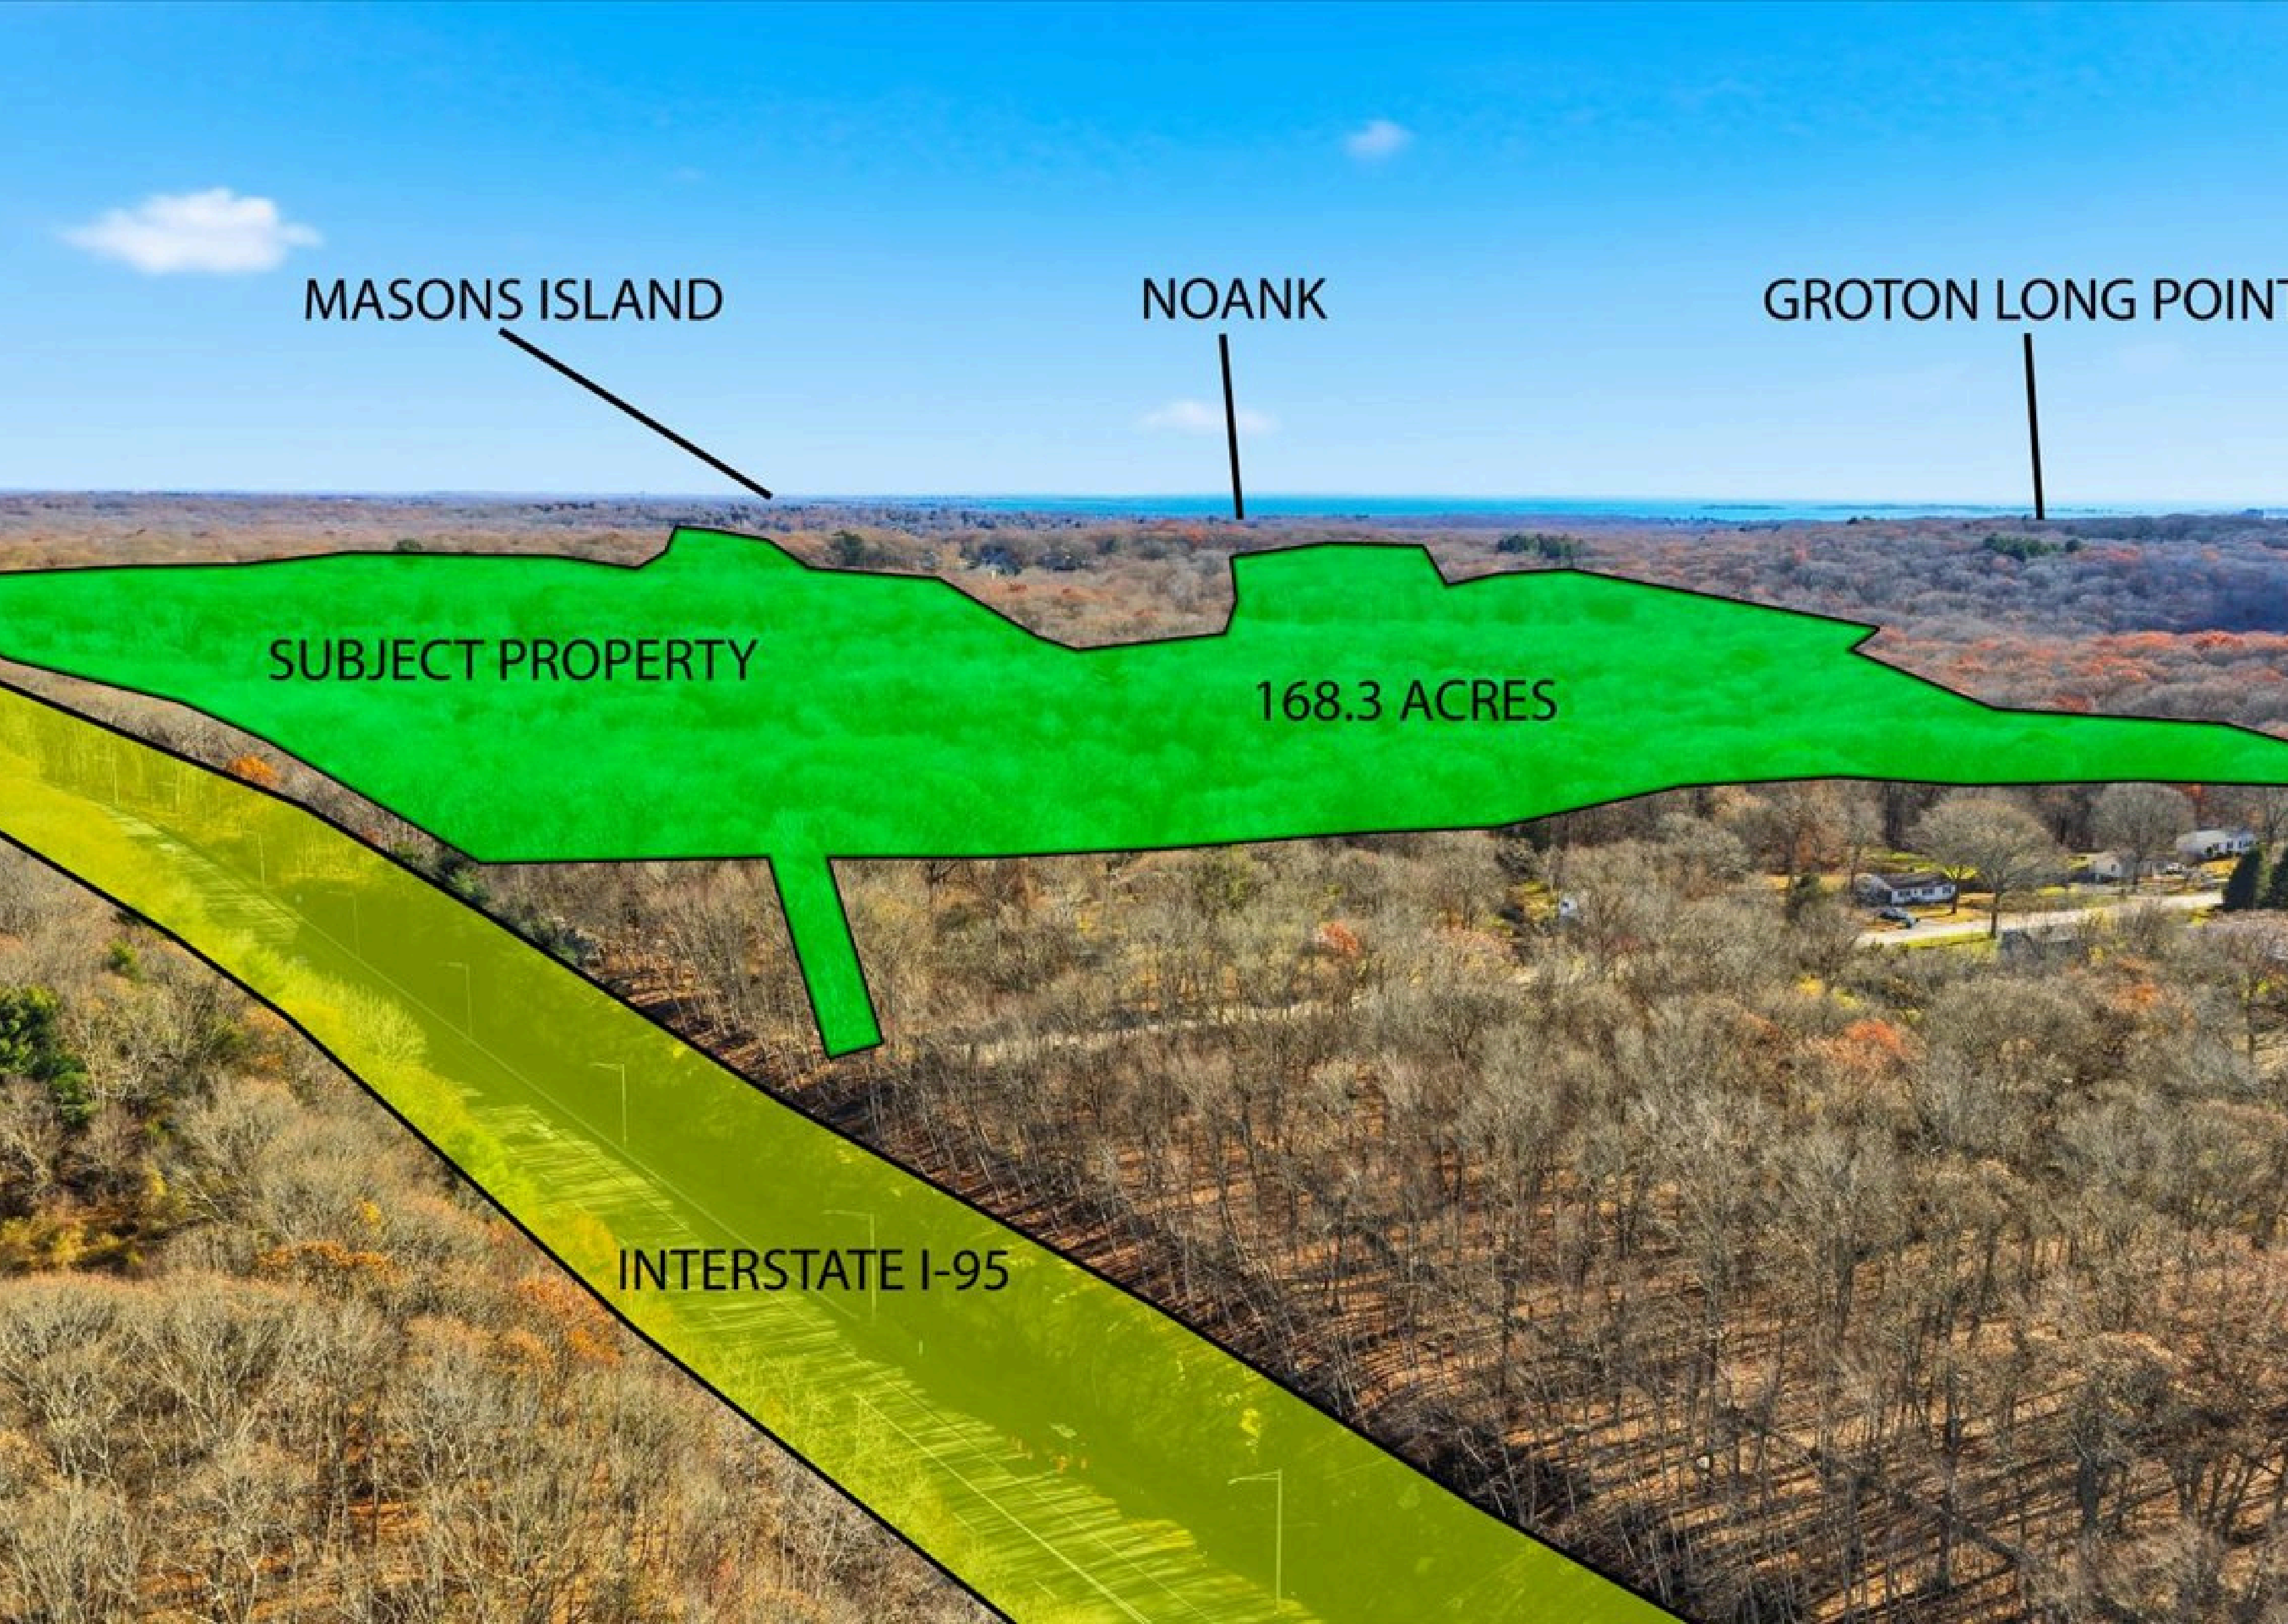 MASONS ISLAND
NOANK
GROTON LONG POINT
SUBJECT PROPERTY
168.3 ACRES
INTERSTATE I-95